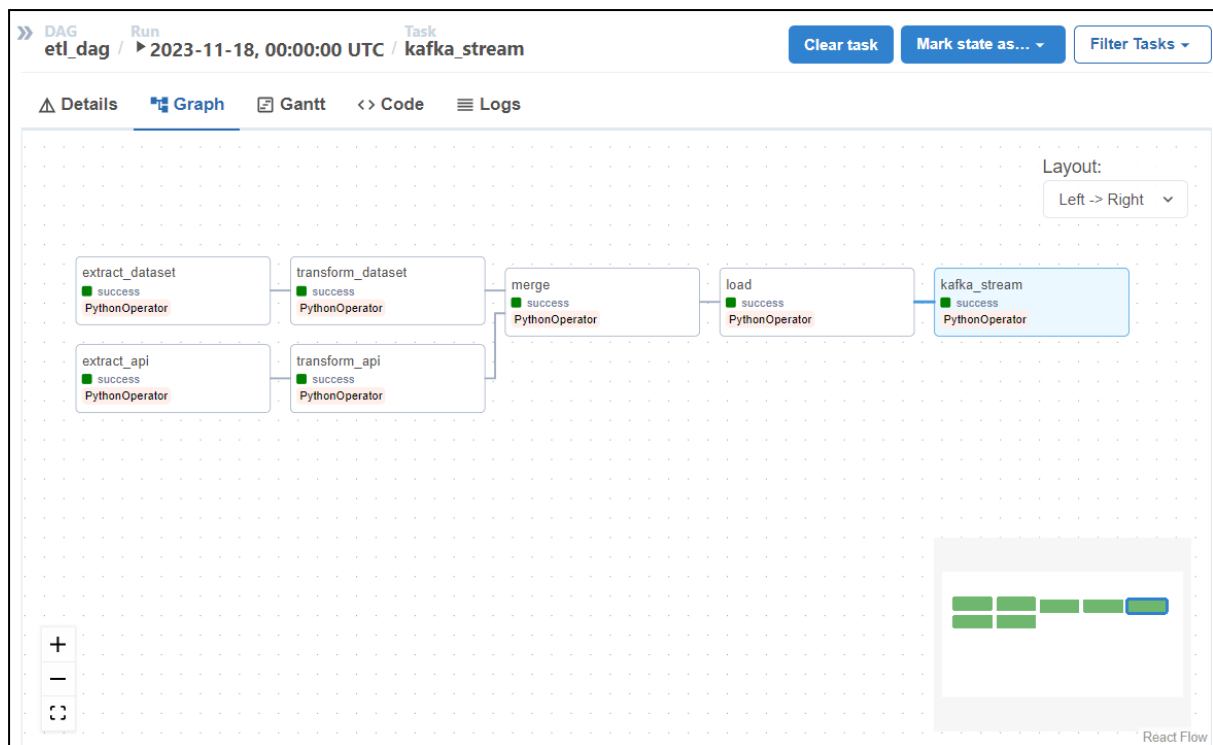 DAG Run Task
etl_dag / 2023-11-18, 00:00:00 UTC / kafka_stream
Clear task
Mark state as...
Filter Tasks
Details
Graph
Gantt
Code
Logs
Layout:
Left -> Right
extract_dataset
success
PythonOperator
transform_dataset
success
PythonOperator
merge
success
PythonOperator
load
success
PythonOperator
kafka_stream
success
PythonOperator
extract_api
success
PythonOperator
transform_api
success
PythonOperator
React Flow